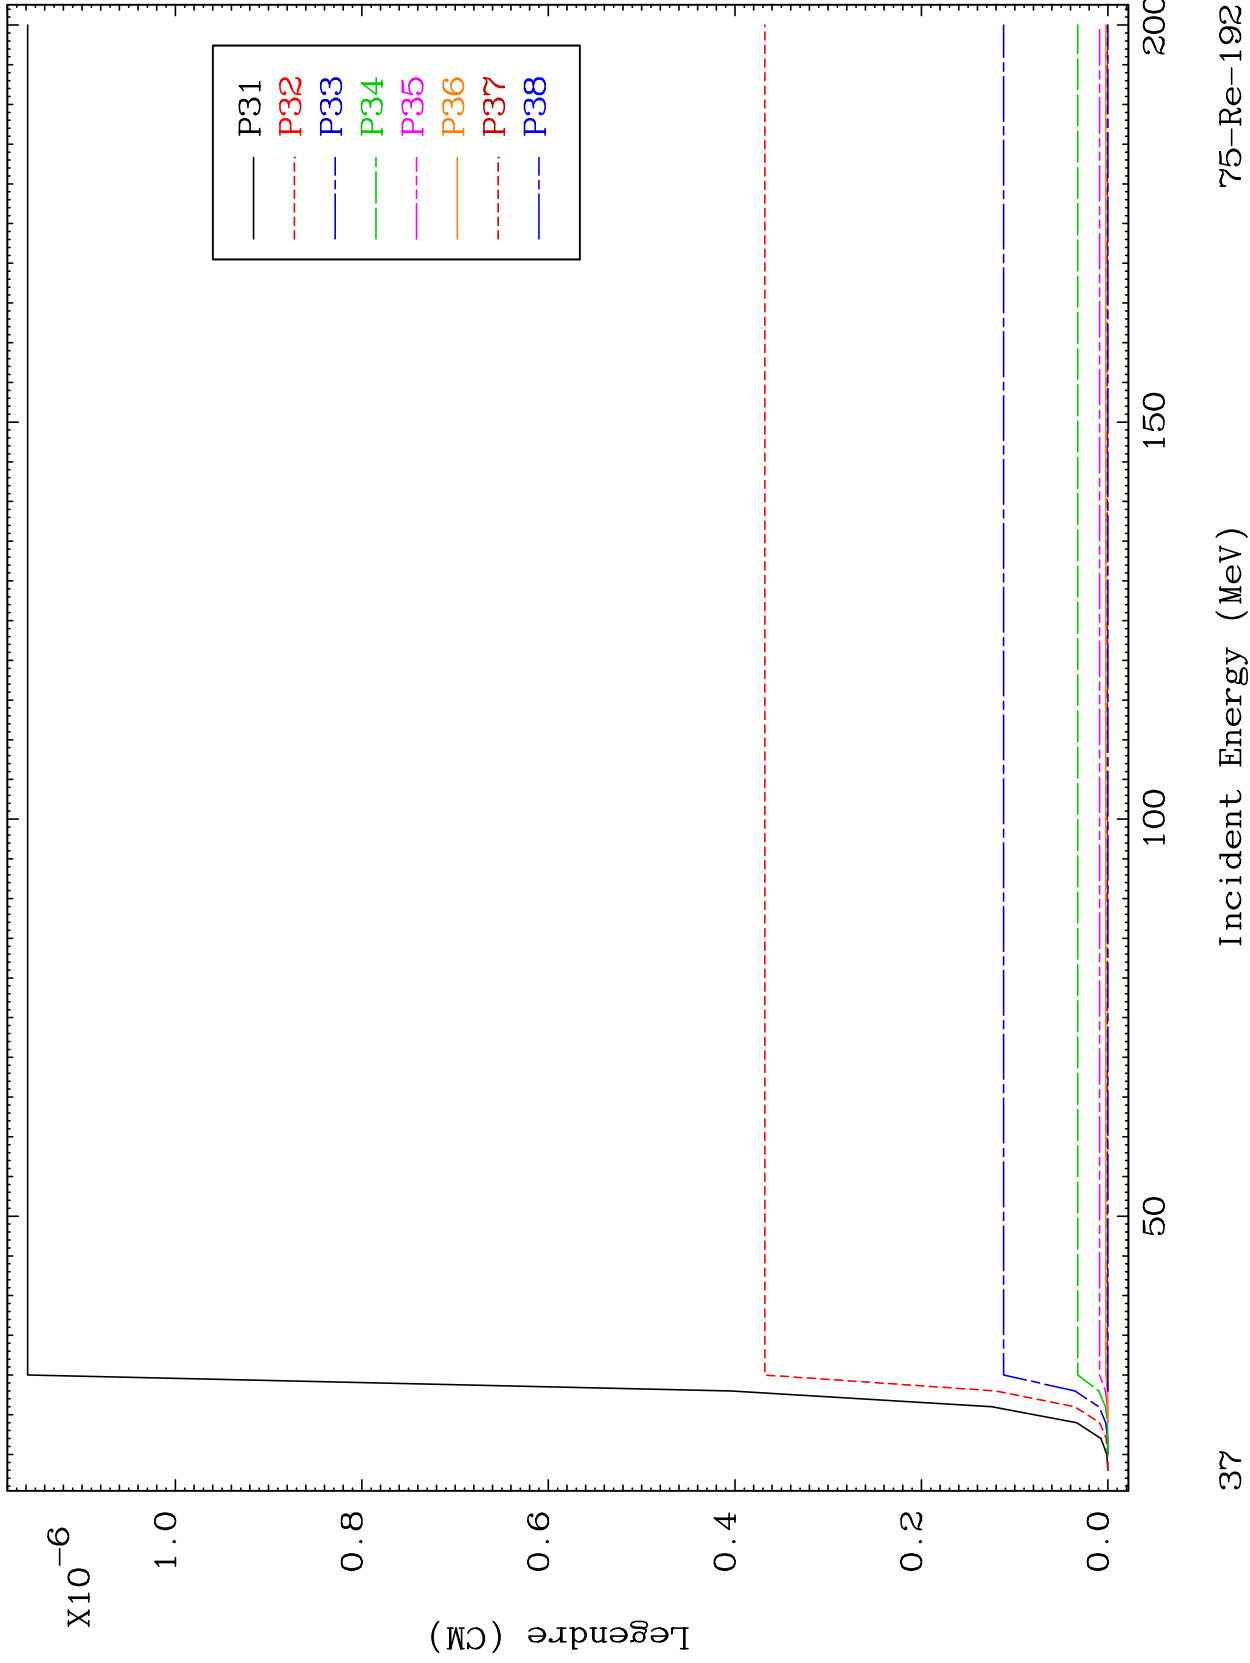 X10-6
1.0
0.8
0.6
0.4
0.2
0.0
Legendre (CM)
P31
P32
P33
P34
P35
P36
P37
P38
50
100
150
200
37
Incident Energy (MeV)
75-Re-192